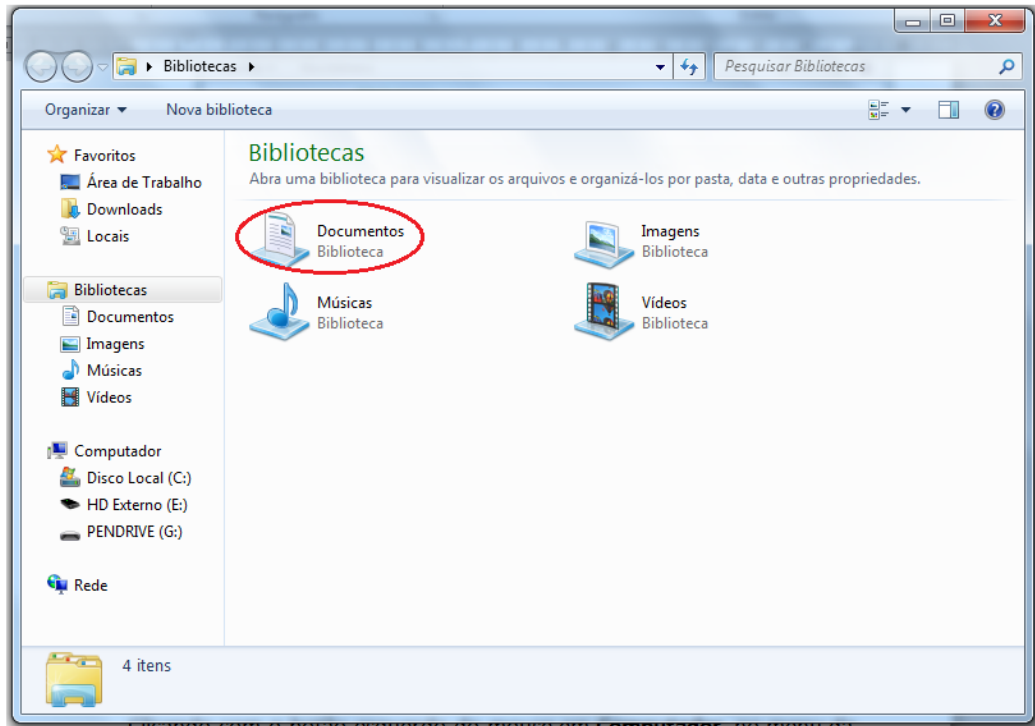 Bibliotecas
Pesquisar Bibliotecas
Organizar
Nova biblioteca
Favoritos
Área de Trabalho
Downloads
Locais
Bibliotecas
Documentos
Imagens
Músicas
Vídeos
Computador
Disco Local (C:)
HD Externo (E:)
PENDRIVE (G:)
Rede
Bibliotecas
Abra uma biblioteca para visualizar os arquivos e organizá-los por pasta, data e outras propriedades.
Documentos
Biblioteca
Imagens
Biblioteca
Músicas
Biblioteca
Vídeos
Biblioteca
4 itens